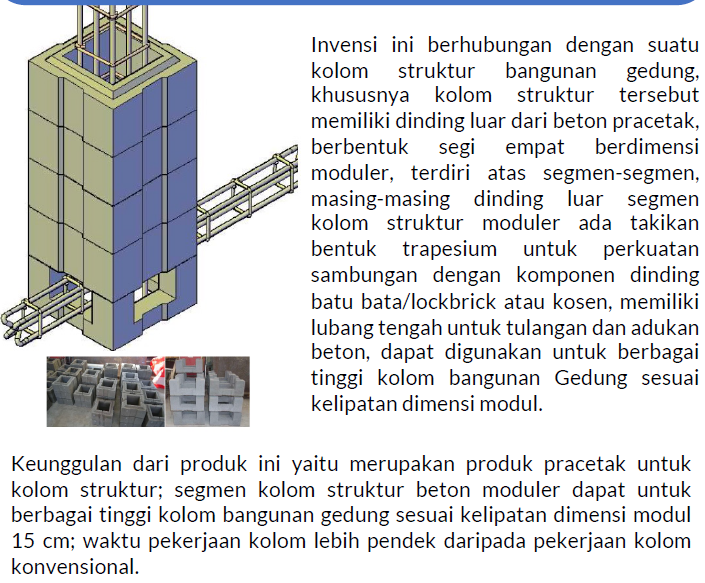 Invensi ini berhubungan dengan suatu
kolom struktur bangunan gedung,
khususnya kolom struktur tersebut
memiliki dinding luar dari beton pracetak,
berbentuk segi empat berdimensi
moduler, terdiri atas segmen-segmen,
masing-masing dinding luar segmen
kolom struktur moduler ada takikan
bentuk trapesium untuk perkuatan
sambungan dengan komponen dinding
batu bata/lockbrick atau kosen, memiliki
lubang tengah untuk tulangan dan adukan
beton, dapat digunakan untuk berbagai
tinggi kolom bangunan Gedung sesuai
kelipatan dimensi modul.
Keunggulan dari produk ini yaitu merupakan produk pracetak untuk
kolom struktur; segmen kolom struktur beton moduler dapat untuk
berbagai tinggi kolom bangunan gedung sesuai kelipatan dimensi modul
15 cm; waktu pekerjaan kolom lebih pendek daripada pekerjaan kolom
konvensional.